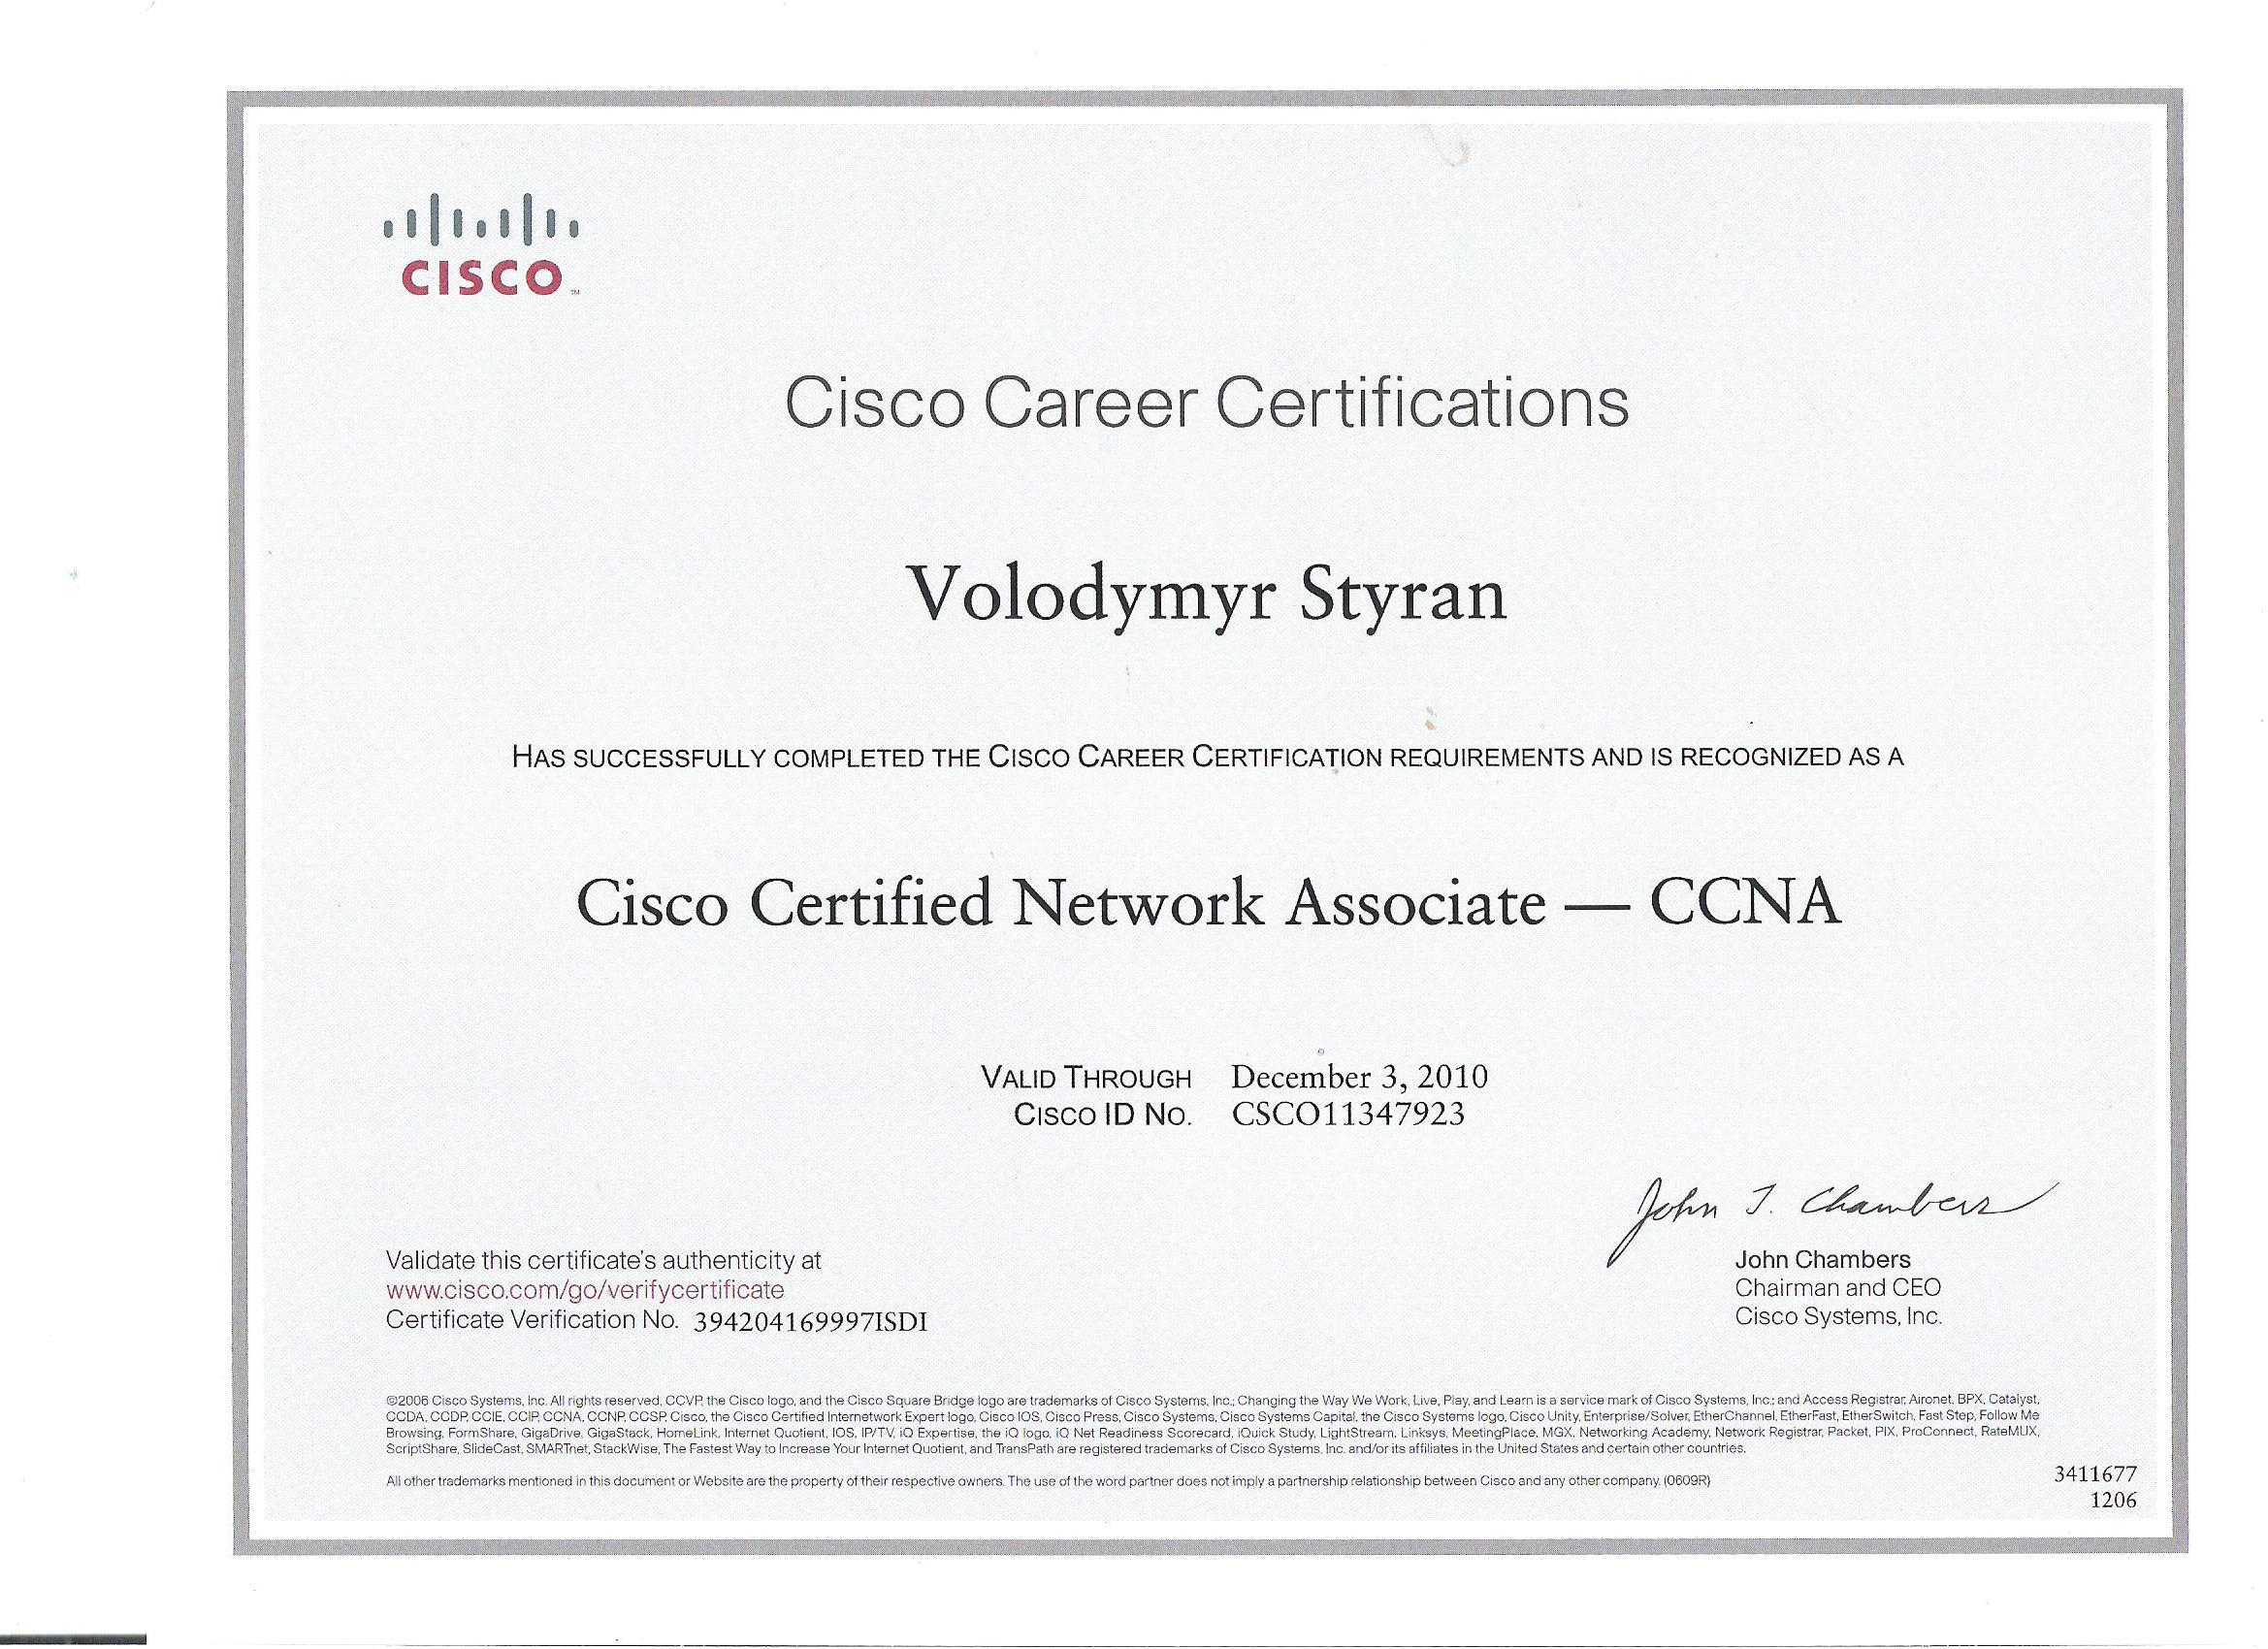 CISCO™
Cisco Career Certifications
Volodymyr Styran
HAS SUCCESSFULLY COMPLETED THE CISCO CAREER CERTIFICATION REQUIREMENTS AND IS RECOGNIZED AS A
Cisco Certified Network Associate — CCNA
VALID THROUGH December 3, 2010
CISCO ID NO. CSCO11347923
John T. Chambers
Validate this certificate's authenticity at
www.cisco.com/go/verifycertificate
Certificate Verification No. 394204169997ISDI
John Chambers
Chairman and CEO
Cisco Systems, Inc.
©2006 Cisco Systems, Inc. All rights reserved. CCVP, the Cisco logo, and the Cisco Square Bridge logo are trademarks of Cisco Systems, Inc.; Changing the Way We Work, Live, Play, and Learn is a service mark of Cisco Systems, Inc.; and Access Registrar, Aironet, BPX, Catalyst,
CCDA, CCDP, CCIE, CCIP, CCNA, CCNP, CCSP, Cisco, the Cisco Certified Internetwork Expert logo, Cisco IOS, Cisco Press, Cisco Systems, Cisco Systems Capital, the Cisco Systems logo, Cisco Unity, Enterprise/Solver, EtherChannel, EtherFast, EtherSwitch, Fast Step, Follow Me
Browsing, FormShare, GigaDrive, GigaStack, HomeLink, Internet Quotient, IOS, IP/TV, iQ Expertise, the iQ logo, iQ Net Readiness Scorecard, iQuick Study, LightStream, Linksys, MeetingPlace, MGX, Networking Academy, Network Registrar, Packet, PIX, ProConnect, RateMUX,
ScriptShare, SlideCast, SMARTnet, StackWise, The Fastest Way to Increase Your Internet Quotient, and TransPath are registered trademarks of Cisco Systems, Inc. and/or its affiliates in the United States and certain other countries.
All other trademarks mentioned in this document or Website are the property of their respective owners. The use of the word partner does not imply a partnership relationship between Cisco and any other company. (0609R)
3411677
1206